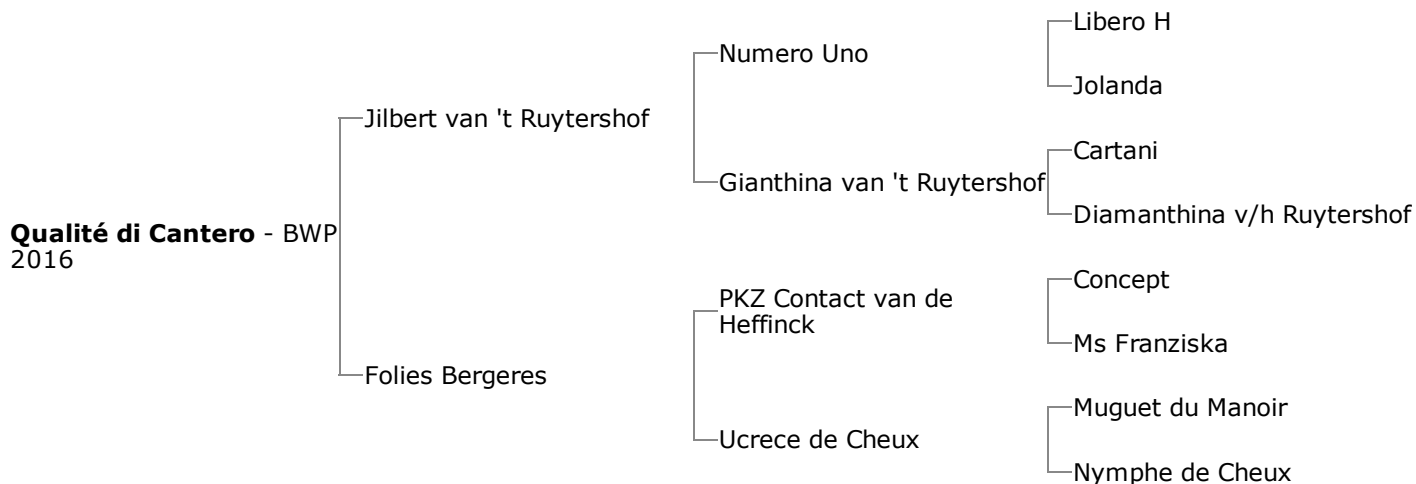 Qualité di Cantero - BWP
2016
Jilbert van 't Ruytershof
Folies Bergeres
Numero Uno
Gianthina van 't Ruytershof
PKZ Contact van de
Heffinck
Ucrece de Cheux
Libero H
Jolanda
Cartani
Diamanthina v/h Ruytershof
Concept
Ms Franziska
Muguet du Manoir
Nymphe de Cheux